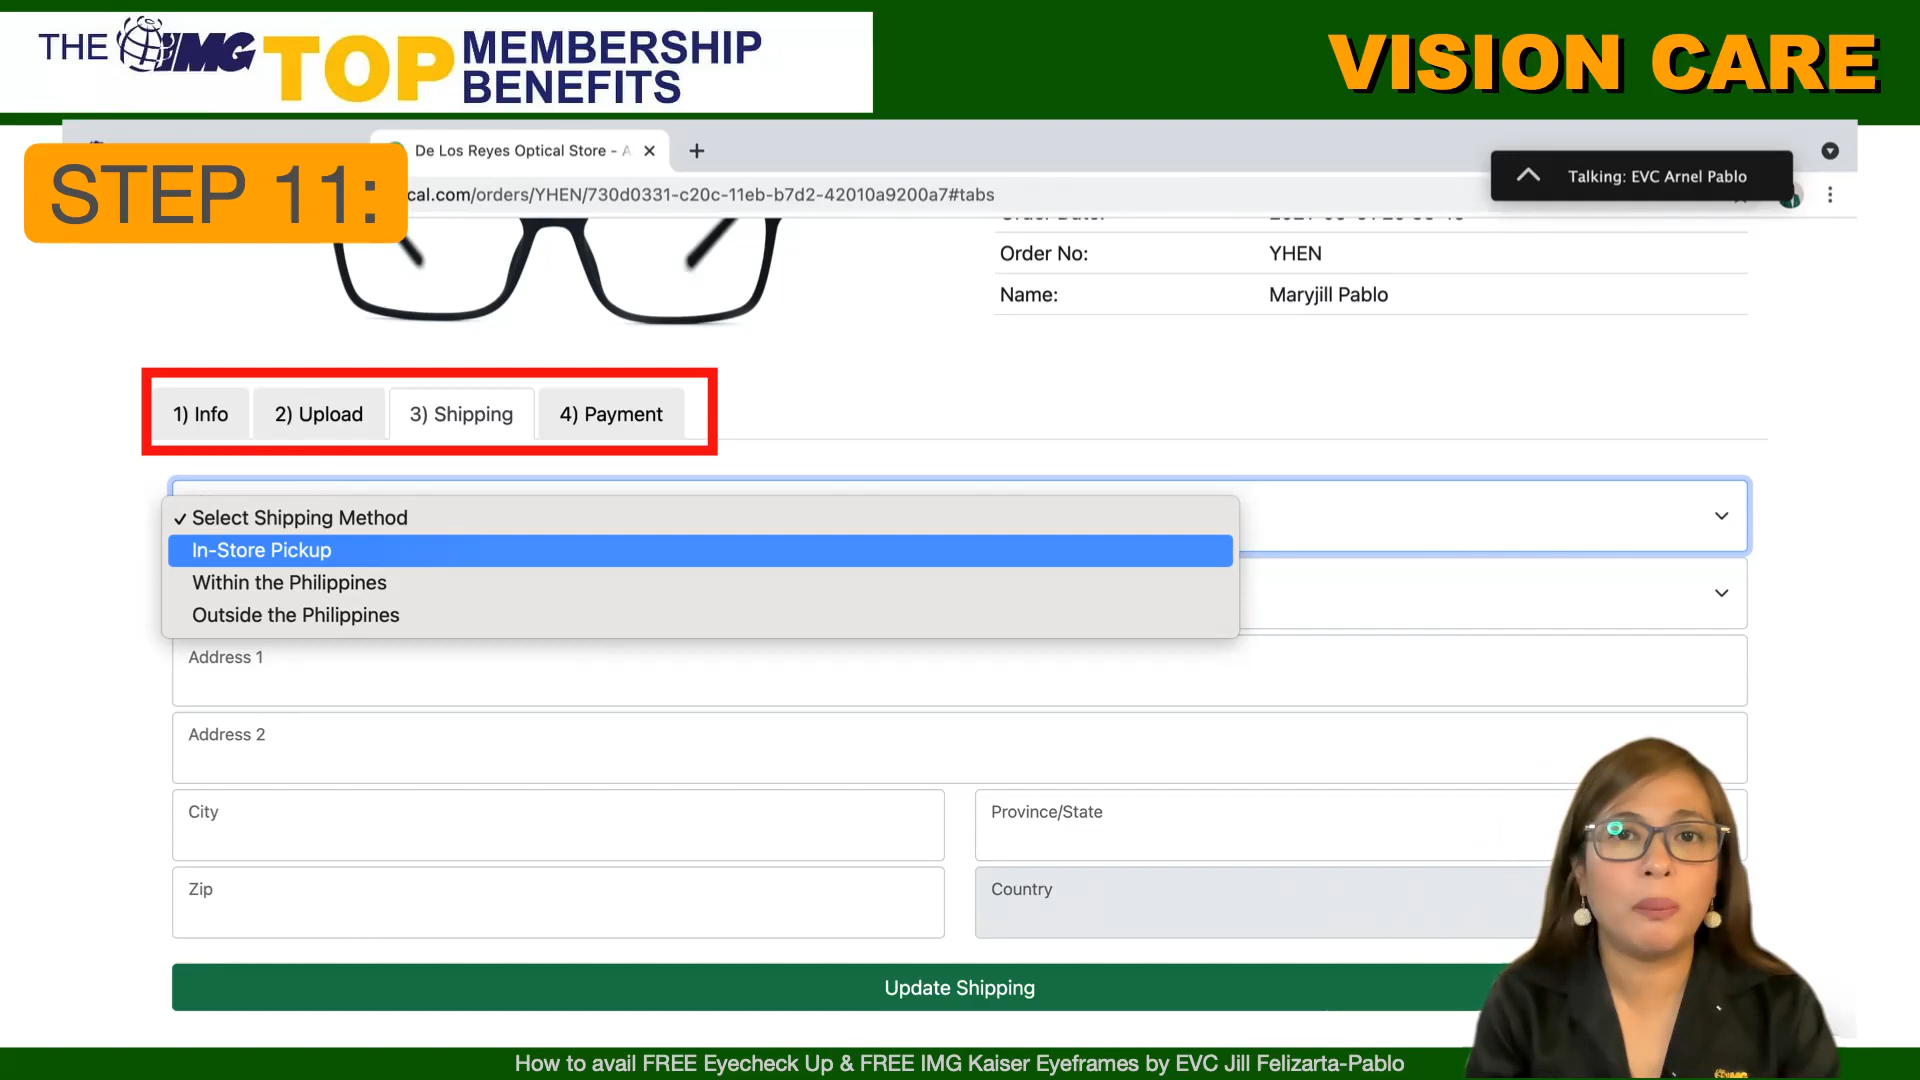 THE IMG TOP MEMBERSHIP
BENEFITS
VISION CARE
STEP 11:
De Los Reyes Optical Store - A
cal.com/orders/YHEN/730d0331-c20c-11eb-b7d2-42010a9200a7#tabs
Talking: EVC Arnel Pablo
Order No: YHEN
Name: Maryjill Pablo
1) Info 2) Upload 3) Shipping 4) Payment
✓ Select Shipping Method
In-Store Pickup
Within the Philippines
Outside the Philippines
Address 1
Address 2
City Province/State
Zip Country
Update Shipping
How to avail FREE Eyecheck Up & FREE IMG Kaiser Eyeframes by EVC Jill Felizarta-Pablo